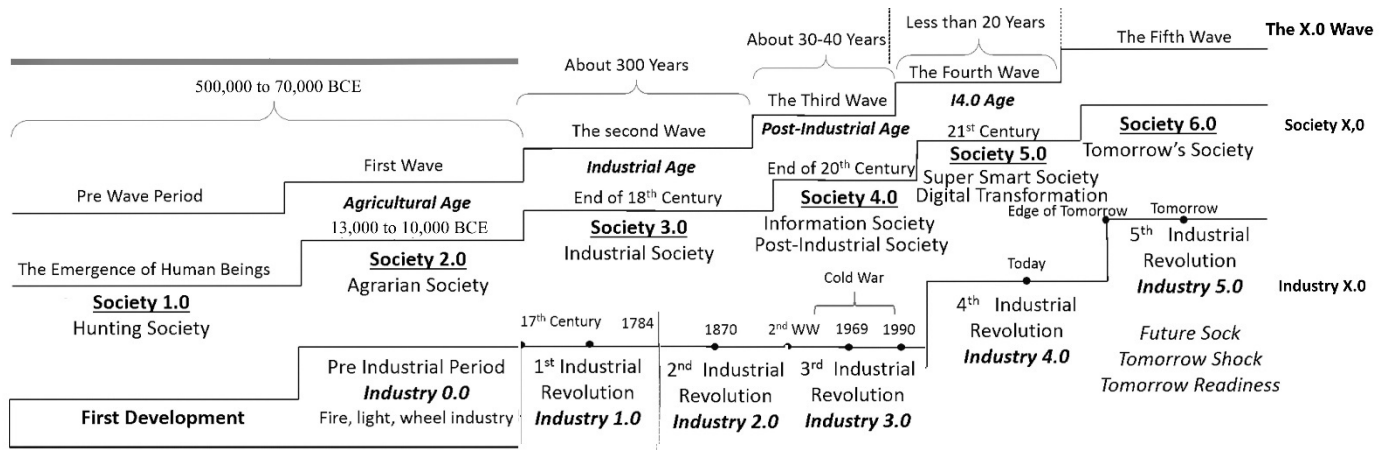 Less than 20 Years
The X.0 Wave
About 30-40 Years
The Fifth Wave
About 300 Years
The Fourth Wave
500,000 to 70,000 BCE
The Third Wave
I4.0 Age
The second Wave
Post-Industrial Age
21st Century
Society 6.0
Society X,0
First Wave
Industrial Age
End of 20th Century
Society 5.0
Tomorrow's Society
Pre Wave Period
Agricultural Age
End of 18th Century
Society 4.0
Super Smart Society
Digital Transformation
13,000 to 10,000 BCE
Society 3.0
Information Society
Edge of Tomorrow
Tomorrow
The Emergence of Human Beings
Society 2.0
Industrial Society
Post-Industrial Society
5th Industrial
Revolution
Industry 5.0
Industry X.0
Society 1.0
Agrarian Society
Cold War
Today
Hunting Society
4th Industrial
Revolution
Industry 4.0
17th Century
1784
1870
2nd WW
1969
1990
Future Sock
Tomorrow Shock
Tomorrow Readiness
Pre Industrial Period
Industry 0.0
Fire, light, wheel industry
1st Industrial
Revolution
Industry 1.0
2nd Industrial
Revolution
Industry 2.0
3rd Industrial
Revolution
Industry 3.0
First Development